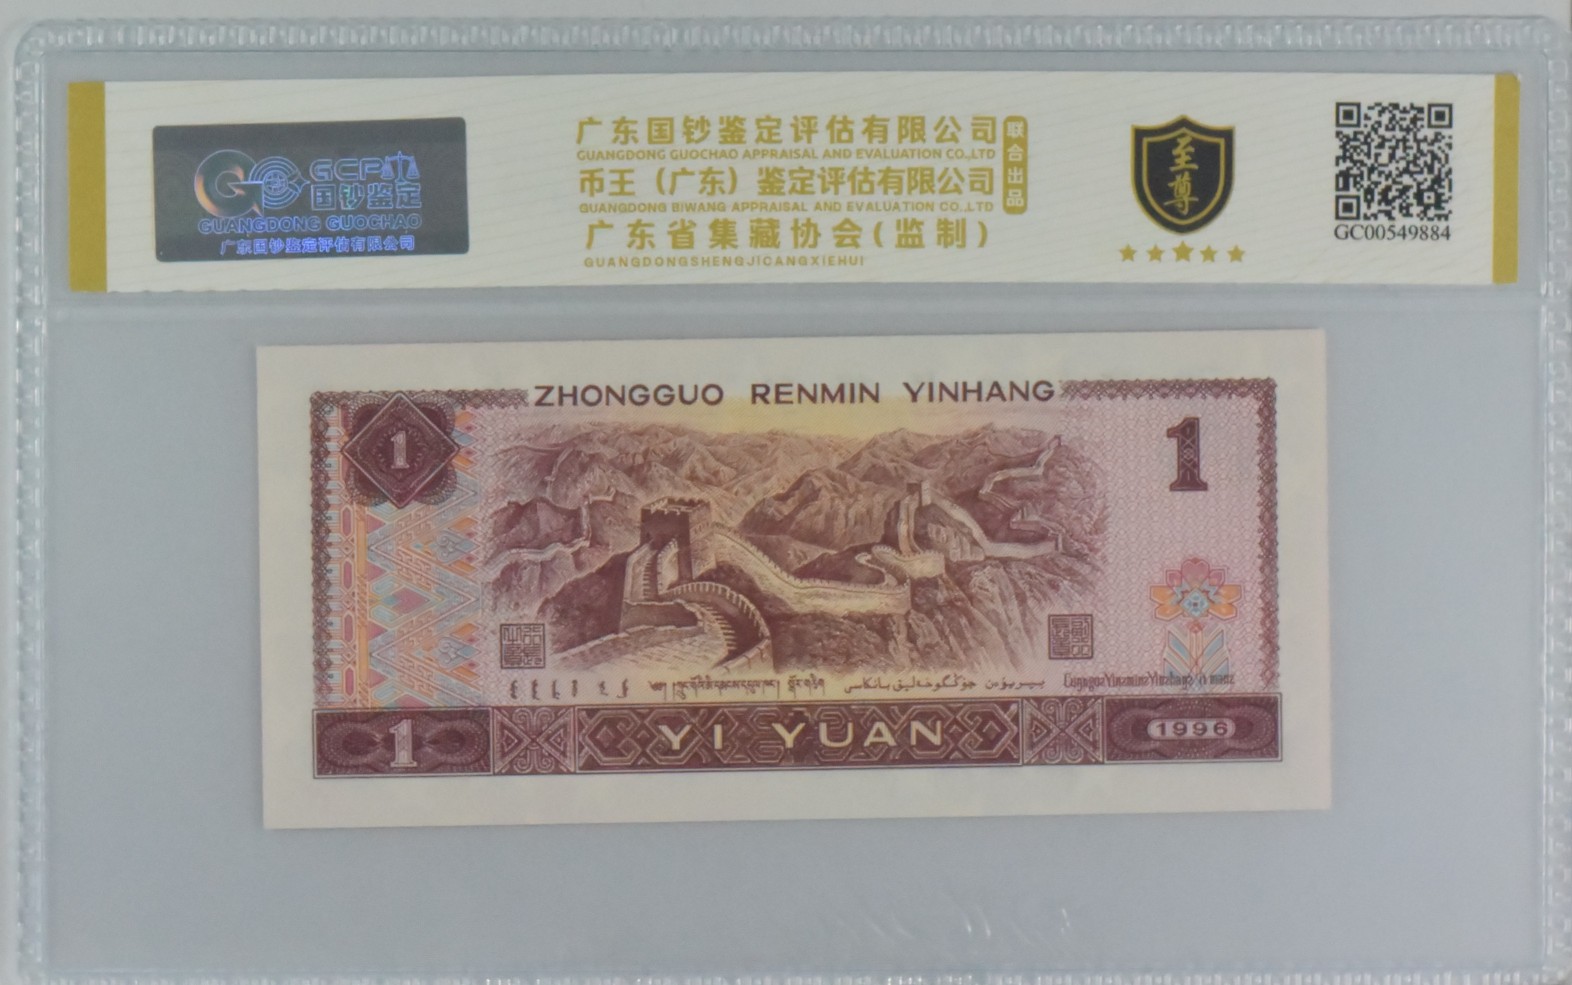 GCP
国钞鉴定
GUANGDONG GUOCHAO
广东国钞鉴定评估有限公司
广东国钞鉴定评估有限公司
GUANGDONG GUOCHAO APPRAISAL AND EVALUATION CO.,LTD
币王（广东）鉴定评估有限公司
GUANGDONG BIWANG APPRAISAL AND EVALUATION CO.,LTD
联合出品
广东省集藏协会(监制)
GUANGDONGSHENGJICANGXIEHUI
至尊
GC00549884
ZHONGGUO RENMIN YINHANG
1
1
1
YI YUAN
1996